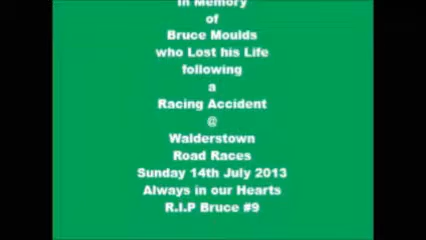 In Memory
of
Bruce Moulds
who Lost his Life
following
a
Racing Accident
@
Walderstown
Road Races
Sunday 14th July 2013
Always in our Hearts
R.I.P Bruce #9